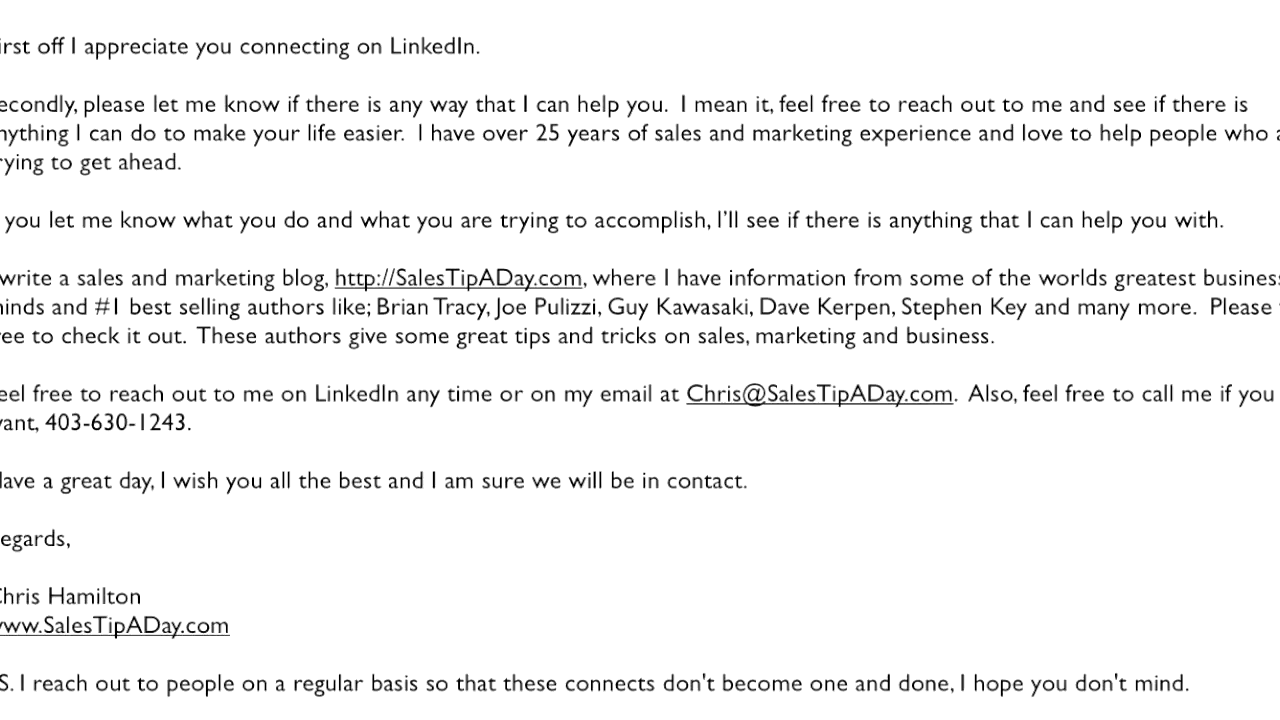 irst off I appreciate you connecting on LinkedIn.
econdly, please let me know if there is any way that I can help you.  I mean it, feel free to reach out to me and see if there is
nything I can do to make your life easier.  I have over 25 years of sales and marketing experience and love to help people who a
rying to get ahead.
you let me know what you do and what you are trying to accomplish, I'll see if there is anything that I can help you with.
write a sales and marketing blog, http://SalesTipADay.com, where I have information from some of the worlds greatest business
inds and #1 best selling authors like; Brian Tracy, Joe Pulizzi, Guy Kawasaki, Dave Kerpen, Stephen Key and many more.  Please
ee to check it out.  These authors give some great tips and tricks on sales, marketing and business.
eel free to reach out to me on LinkedIn any time or on my email at Chris@SalesTipADay.com.  Also, feel free to call me if you
ant, 403-630-1243.
ave a great day, I wish you all the best and I am sure we will be in contact.
egards,
Chris Hamilton
www.SalesTipADay.com
S. I reach out to people on a regular basis so that these connects don't become one and done, I hope you don't mind.